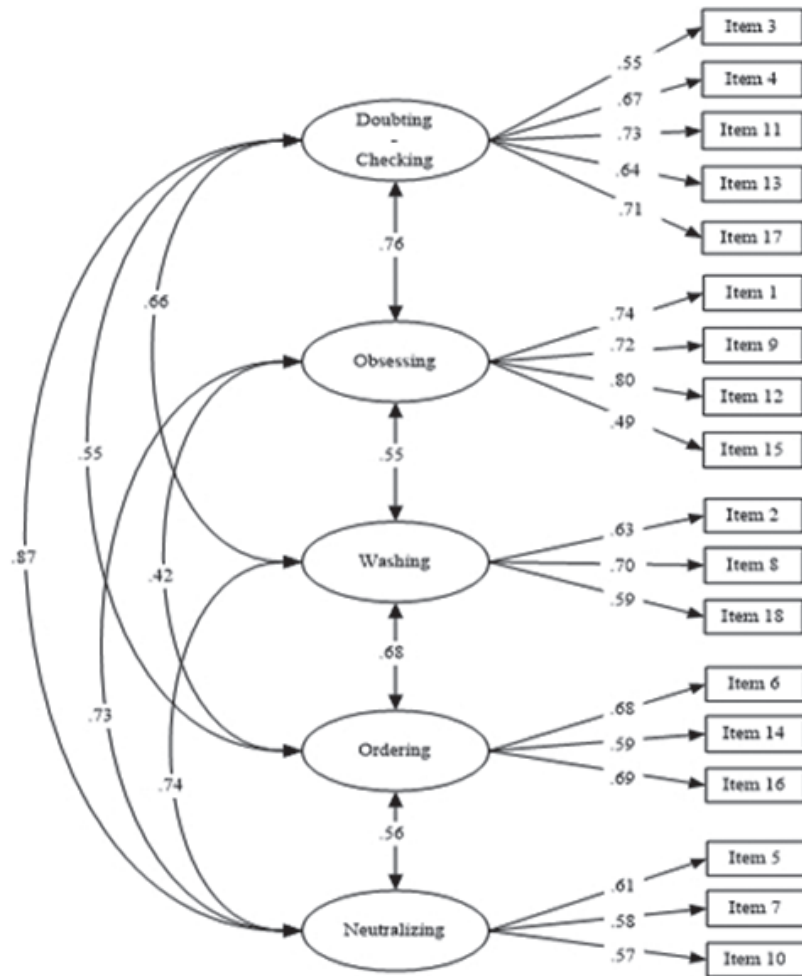 Item 3
.55
Item 4
.67
Doubting
-
Checking
.73
Item 11
.64
Item 13
.71
Item 17
.76
.66
.74
Item 1
.72
Item 9
Obsessing
.80
Item 12
.49
Item 15
.55
.55
.63
Item 2
.87
.42
Washing
.70
Item 8
.59
Item 18
.68
.68
Item 6
.73
Ordering
.59
Item 14
.74
.69
Item 16
.56
.61
Item 5
Neutralizing
.58
Item 7
.57
Item 10